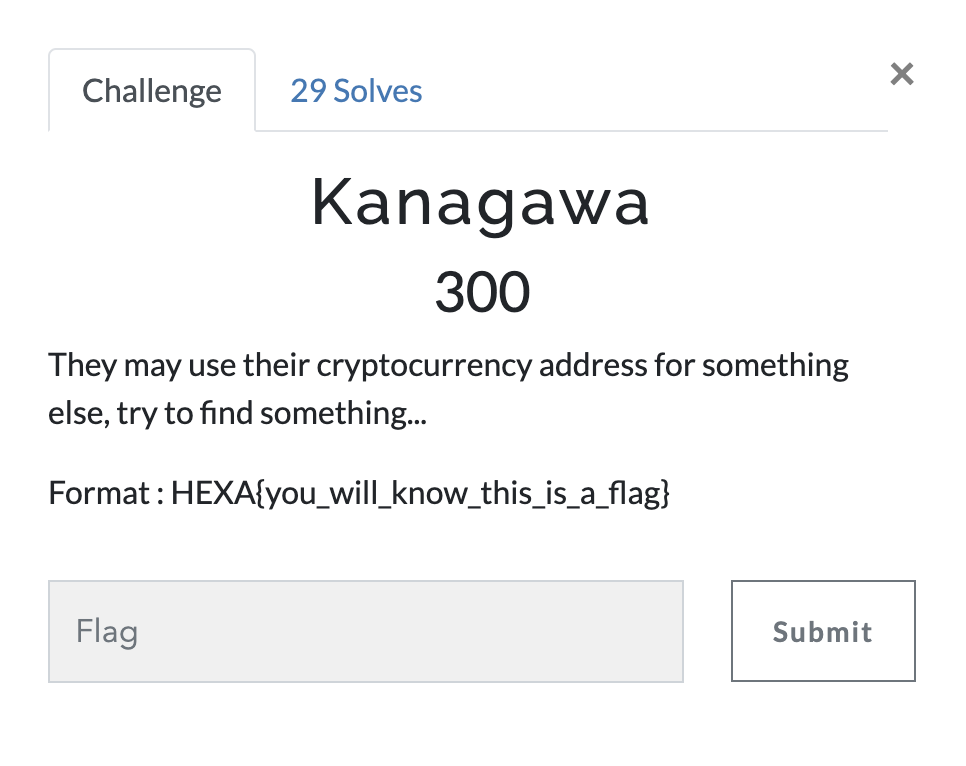 Challenge
29 Solves
×
Kanagawa
300
They may use their cryptocurrency address for something
else, try to find something...
Format : HEXA{you_will_know_this_is_a_flag}
Flag
Submit